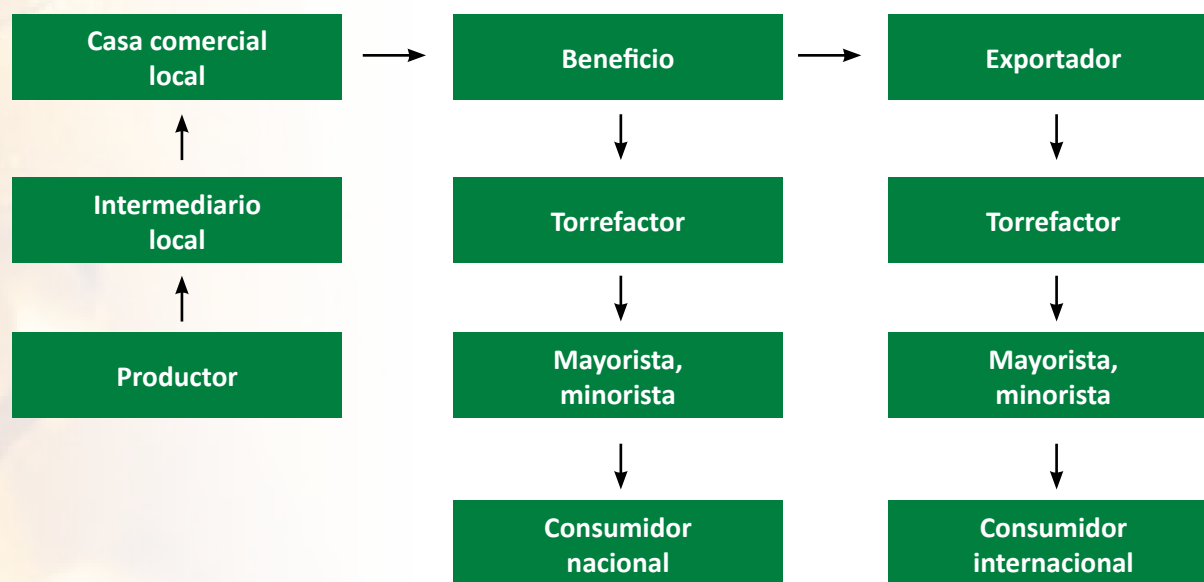 Casa comercial
local
Beneficio
Exportador
Intermediario
local
Torrefactor
Torrefactor
Productor
Mayorista,
minorista
Mayorista,
minorista
Consumidor
nacional
Consumidor
internacional